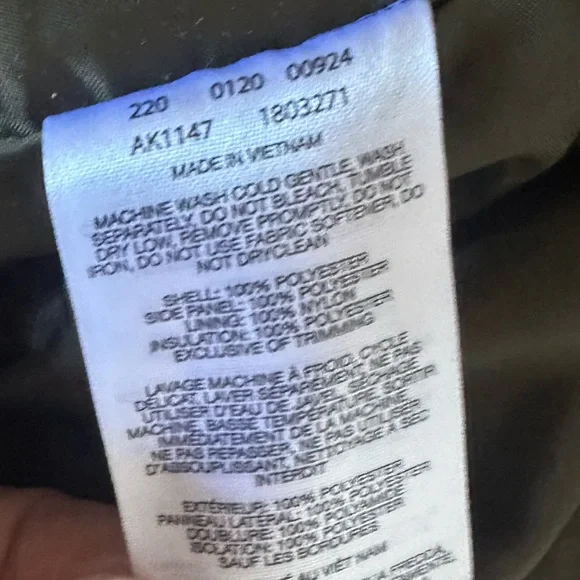 220 0120 00924
AK1147 1803271
MADE IN VIETNAM
MACHINE WASH COLD GENTLE, WASH
SEPARATELY, DO NOT BLEACH, TUMBLE
DRY LOW, REMOVE PROMPTLY, DO NOT
IRON, DO NOT USE FABRIC SOFTENER, DO
NOT DRYCLEAN
SHELL: 100% POLYESTER
SIDE PANEL: 100% POLYESTER
LINING: 100% NYLON
INSULATION: 100% POLYESTER
EXCLUSIVE OF TRIMMING
LAVAGE MACHINE À FROID, CYCLE
DÉLICAT, LAVER SÉPARÉMENT, NE PAS
UTILISER D'EAU DE JAVEL, SÉCHAGE
MACHINE, BASSE TEMPÉRATURE, SORTIR
IMMÉDIATEMENT DE LA MACHINE,
NE PAS REPASSER, NE PAS UTILISER
D'ASSOUPLISSANT, NETTOYAGE À SEC
INTERDIT
EXTÉRIEUR: 100% POLYESTER
PANNEAU LATÉRAL: 100% POLYESTER
DOUBLURE: 100% POLYAMIDE
ISOLATION: 100% POLYESTER
SAUF LES BORDURES
AU VIÊT NAM
FRESCA,